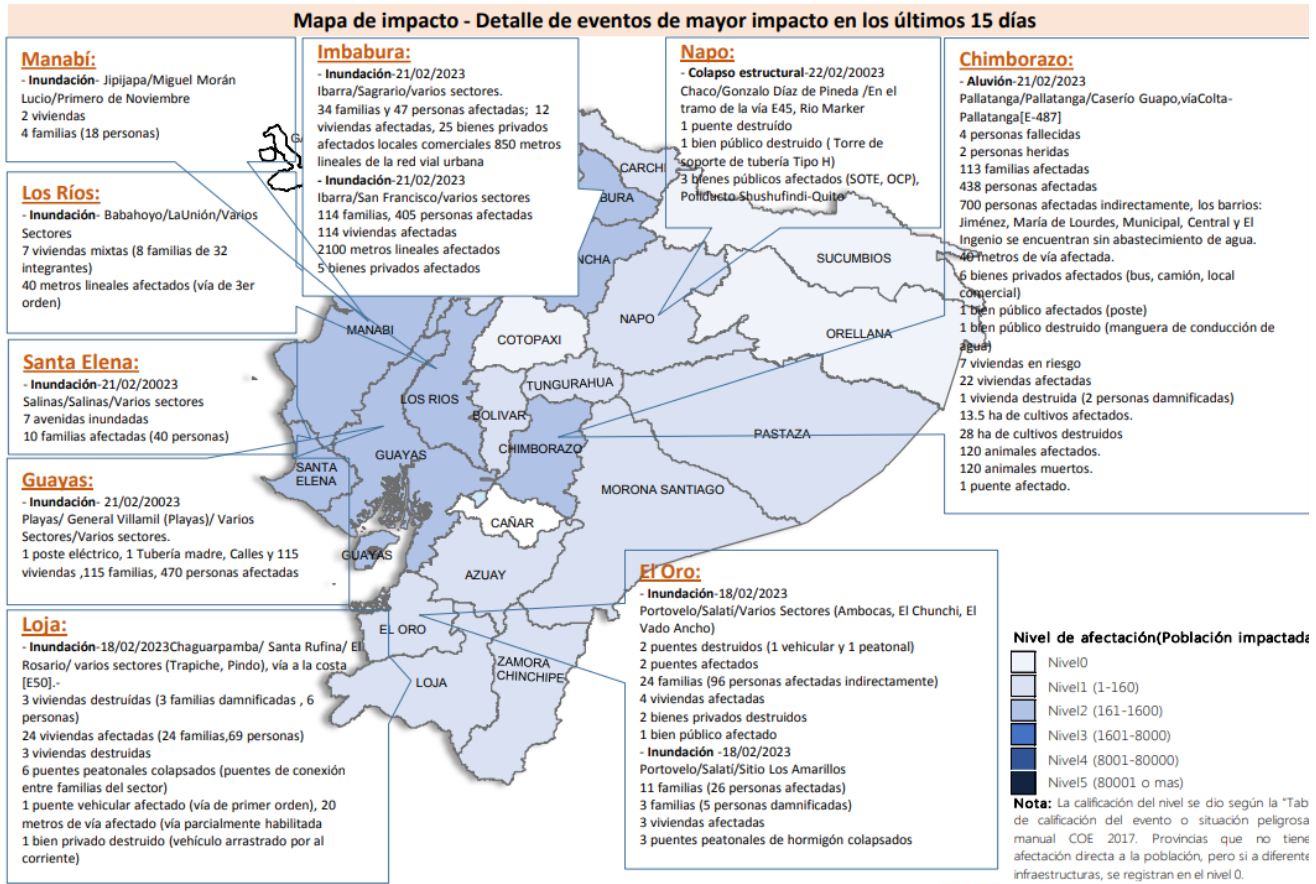 Mapa de impacto - Detalle de eventos de mayor impacto en los últimos 15 días
Manabí:
- Inundación- Jipijapa/Miguel Morán
Lucio/Primero de Noviembre
2 viviendas
4 familias (18 personas)
Los Ríos:
- Inundación- Babahoyo/LaUnión/Varios
Sectores
7 viviendas mixtas (8 familias de 32
integrantes)
40 metros lineales afectados (vía de 3er
orden)
Santa Elena:
- Inundación-21/02/20023
Salinas/Salinas/Varios sectores
7 avenidas inundadas
10 familias afectadas (40 personas)
Guayas:
- Inundación- 21/02/20023
Playas/ General Villamil (Playas)/ Varios
Sectores/Varios sectores.
1 poste eléctrico, 1 Tubería madre, Calles y 115
viviendas ,115 familias, 470 personas afectadas
Loja:
- Inundación-18/02/2023Chaguarpamba/ Santa Rufina/ El
Rosario/ varios sectores (Trapiche, Pindo), vía a la costa
[E50].-
3 viviendas destruídas (3 familias damnificadas , 6
personas)
24 viviendas afectadas (24 familias,69 personas)
3 viviendas destruidas
6 puentes peatonales colapsados (puentes de conexión
entre familias del sector)
1 puente vehicular afectado (vía de primer orden), 20
metros de vía afectado (vía parcialmente habilitada
1 bien privado destruido (vehículo arrastrado por al
corriente)
Imbabura:
- Inundación-21/02/2023
Ibarra/Sagrario/varios sectores.
34 familias y 47 personas afectadas; 12
viviendas afectadas, 25 bienes privados
afectados locales comerciales 850 metros
lineales de la red vial urbana
- Inundación-21/02/2023
Ibarra/San Francisco/varios sectores
114 familias, 405 personas afectadas
114 viviendas afectadas
2100 metros lineales afectados
5 bienes privados afectados
Napo:
- Colapso estructural-22/02/20023
Chaco/Gonzalo Díaz de Pineda /En el
tramo de la vía E45, Rio Marker
1 puente destruído
1 bien público destruido ( Torre de
soporte de tubería Tipo H)
3 bienes públicos afectados (SOTE, OCP),
Poliducto Shushufindi-Quito
Chimborazo:
- Aluvión-21/02/2023
Pallatanga/Pallatanga/Caserío Guapo,víaColta-
Pallatanga[E-487]
4 personas fallecidas
2 personas heridas
113 familias afectadas
438 personas afectadas
700 personas afectadas indirectamente, los barrios:
Jiménez, María de Lourdes, Municipal, Central y El
Ingenio se encuentran sin abastecimiento de agua.
40 metros de vía afectada.
6 bienes privados afectados (bus, camión, local
comercial)
1 bien público afectados (poste)
1 bien público destruido (manguera de conducción de
agua)
7 viviendas en riesgo
22 viviendas afectadas
1 vivienda destruida (2 personas damnificadas)
13.5 ha de cultivos afectados.
28 ha de cultivos destruidos
120 animales afectados.
120 animales muertos.
1 puente afectado.
El Oro:
- Inundación-18/02/2023
Portovelo/Salatí/Varios Sectores (Ambocas, El Chunchi, El
Vado Ancho)
2 puentes destruidos (1 vehicular y 1 peatonal)
2 puentes afectados
24 familias (96 personas afectadas indirectamente)
4 viviendas afectadas
2 bienes privados destruidos
1 bien público afectado
- Inundación -18/02/2023
Portovelo/Salatí/Sitio Los Amarillos
11 familias (26 personas afectadas)
3 familias (5 personas damnificadas)
3 viviendas afectadas
3 puentes peatonales de hormigón colapsados
CARCHI
BURA
NCHA
SUCUMBIOS
NAPO
ORELLANA
MANABI
COTOPAXI
TUNGURAHUA
LOS RIOS
BOLIVAR
PASTAZA
CHIMBORAZO
GUAYAS
SANTA
ELENA
MORONA SANTIAGO
CAÑAR
GUAYAS
AZUAY
EL ORO
ZAMORA
CHINCHIPE
LOJA
Nivel de afectación(Población impactada
Nivel0
Nivel1 (1-160)
Nivel2 (161-1600)
Nivel3 (1601-8000)
Nivel4 (8001-80000)
Nivel5 (80001 o mas)
Nota: La calificación del nivel se dio según la "Tab
de calificación del evento o situación peligrosa
manual COE 2017. Provincias que no tiene
afectación directa a la población, pero si a diferente
infraestructuras, se registran en el nivel 0.